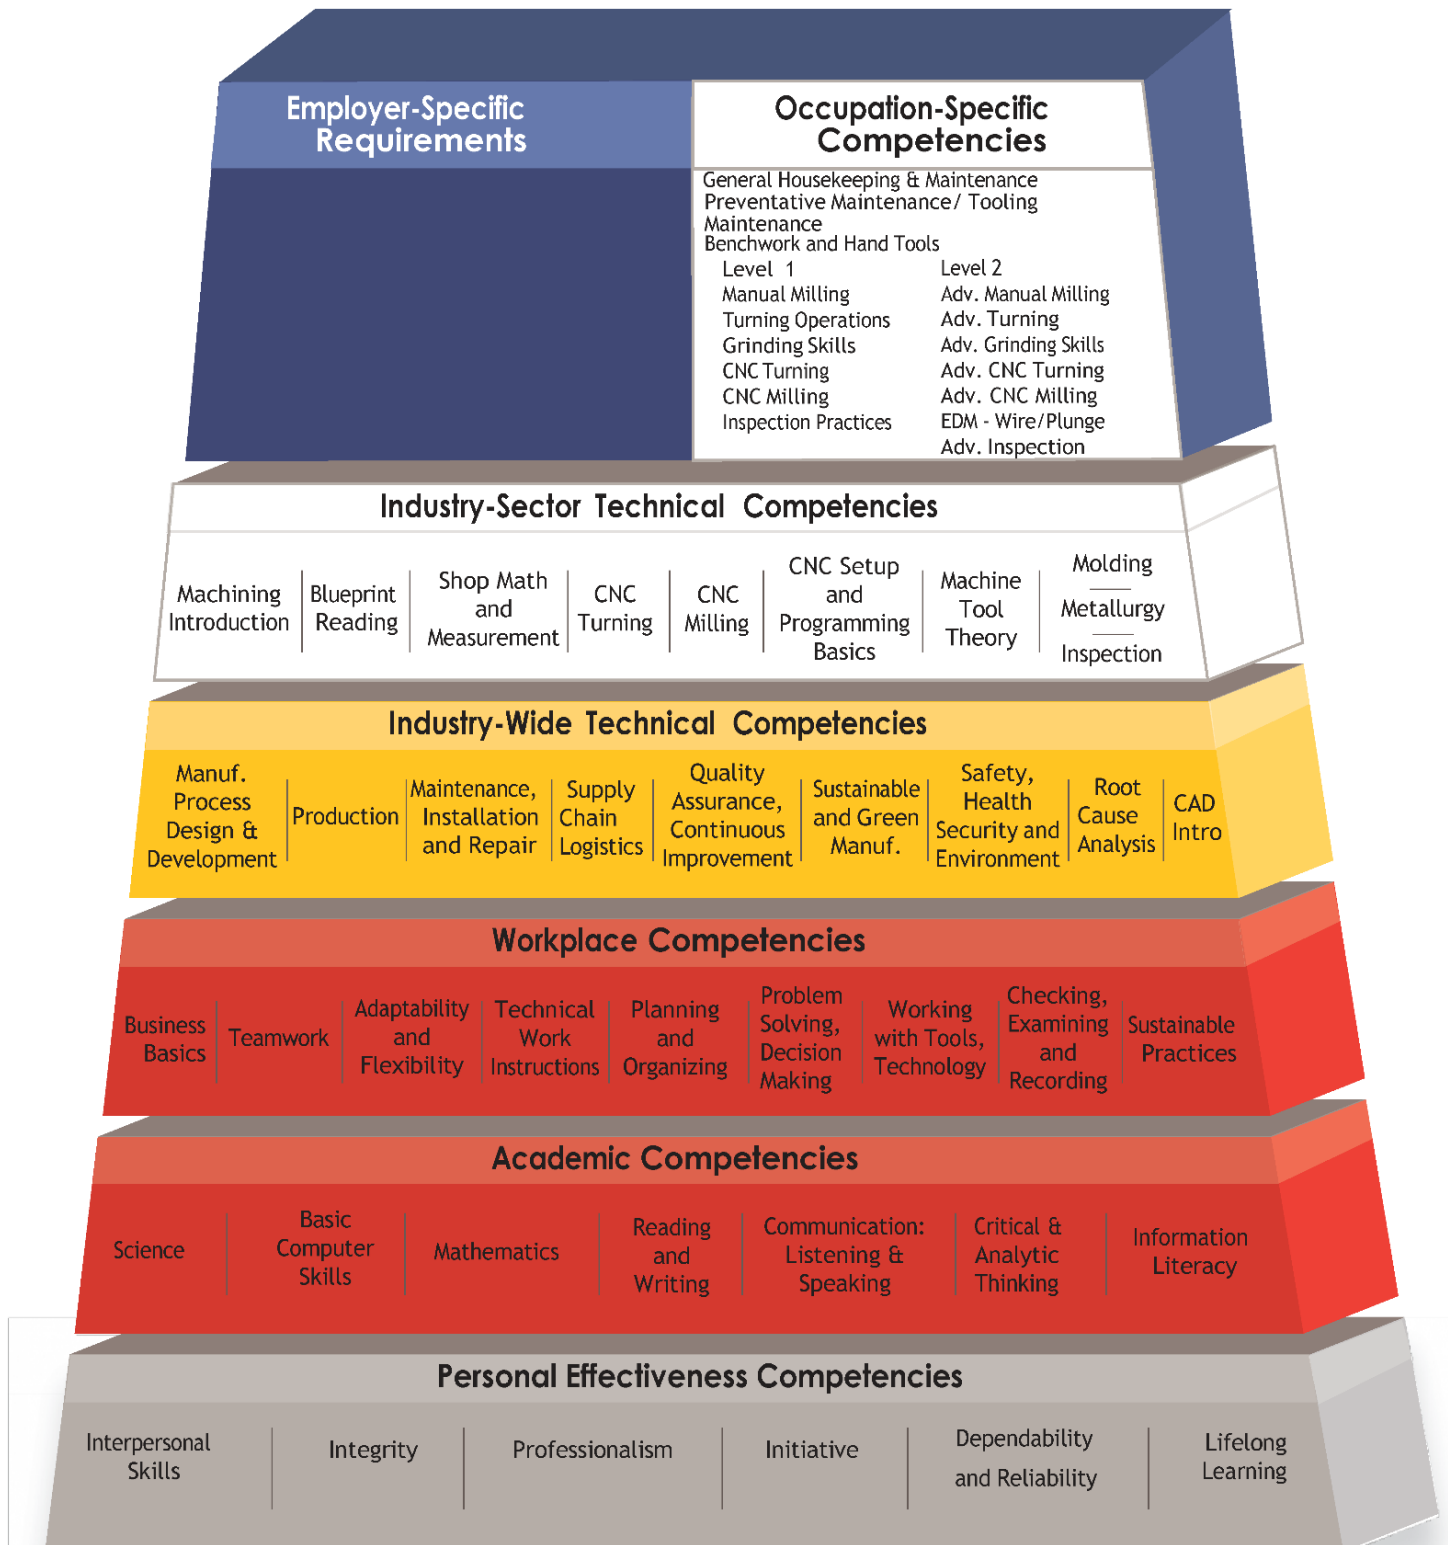 Employer-Specific
Requirements
Occupation-Specific
Competencies
General Housekeeping & Maintenance
Preventative Maintenance/ Tooling
Maintenance
Benchwork and Hand Tools
Level 1
Manual Milling
Turning Operations
Grinding Skills
CNC Turning
CNC Milling
Inspection Practices
Level 2
Adv. Manual Milling
Adv. Turning
Adv. Grinding Skills
Adv. CNC Turning
Adv. CNC Milling
EDM - Wire/Plunge
Adv. Inspection
Industry-Sector Technical Competencies
Machining
Introduction
Blueprint
Reading
Shop Math
and
Measurement
CNC
Turning
CNC
Milling
CNC Setup
and
Programming
Basics
Machine
Tool
Theory
Molding
Metallurgy
Inspection
Industry-Wide Technical Competencies
Manuf.
Process
Design &
Development
Production
Maintenance,
Installation
and Repair
Supply
Chain
Logistics
Quality
Assurance,
Continuous
Improvement
Sustainable
and Green
Manuf.
Safety,
Health
Security and
Environment
Root
Cause
Analysis
CAD
Intro
Workplace Competencies
Business
Basics
Teamwork
Adaptability
and
Flexibility
Technical
Work
Instructions
Planning
and
Organizing
Problem
Solving,
Decision
Making
Working
with Tools,
Technology
Checking,
Examining
and
Recording
Sustainable
Practices
Academic Competencies
Science
Basic
Computer
Skills
Mathematics
Reading
and
Writing
Communication:
Listening &
Speaking
Critical &
Analytic
Thinking
Information
Literacy
Personal Effectiveness Competencies
Interpersonal
Skills
Integrity
Professionalism
Initiative
Dependability
and Reliability
Lifelong
Learning